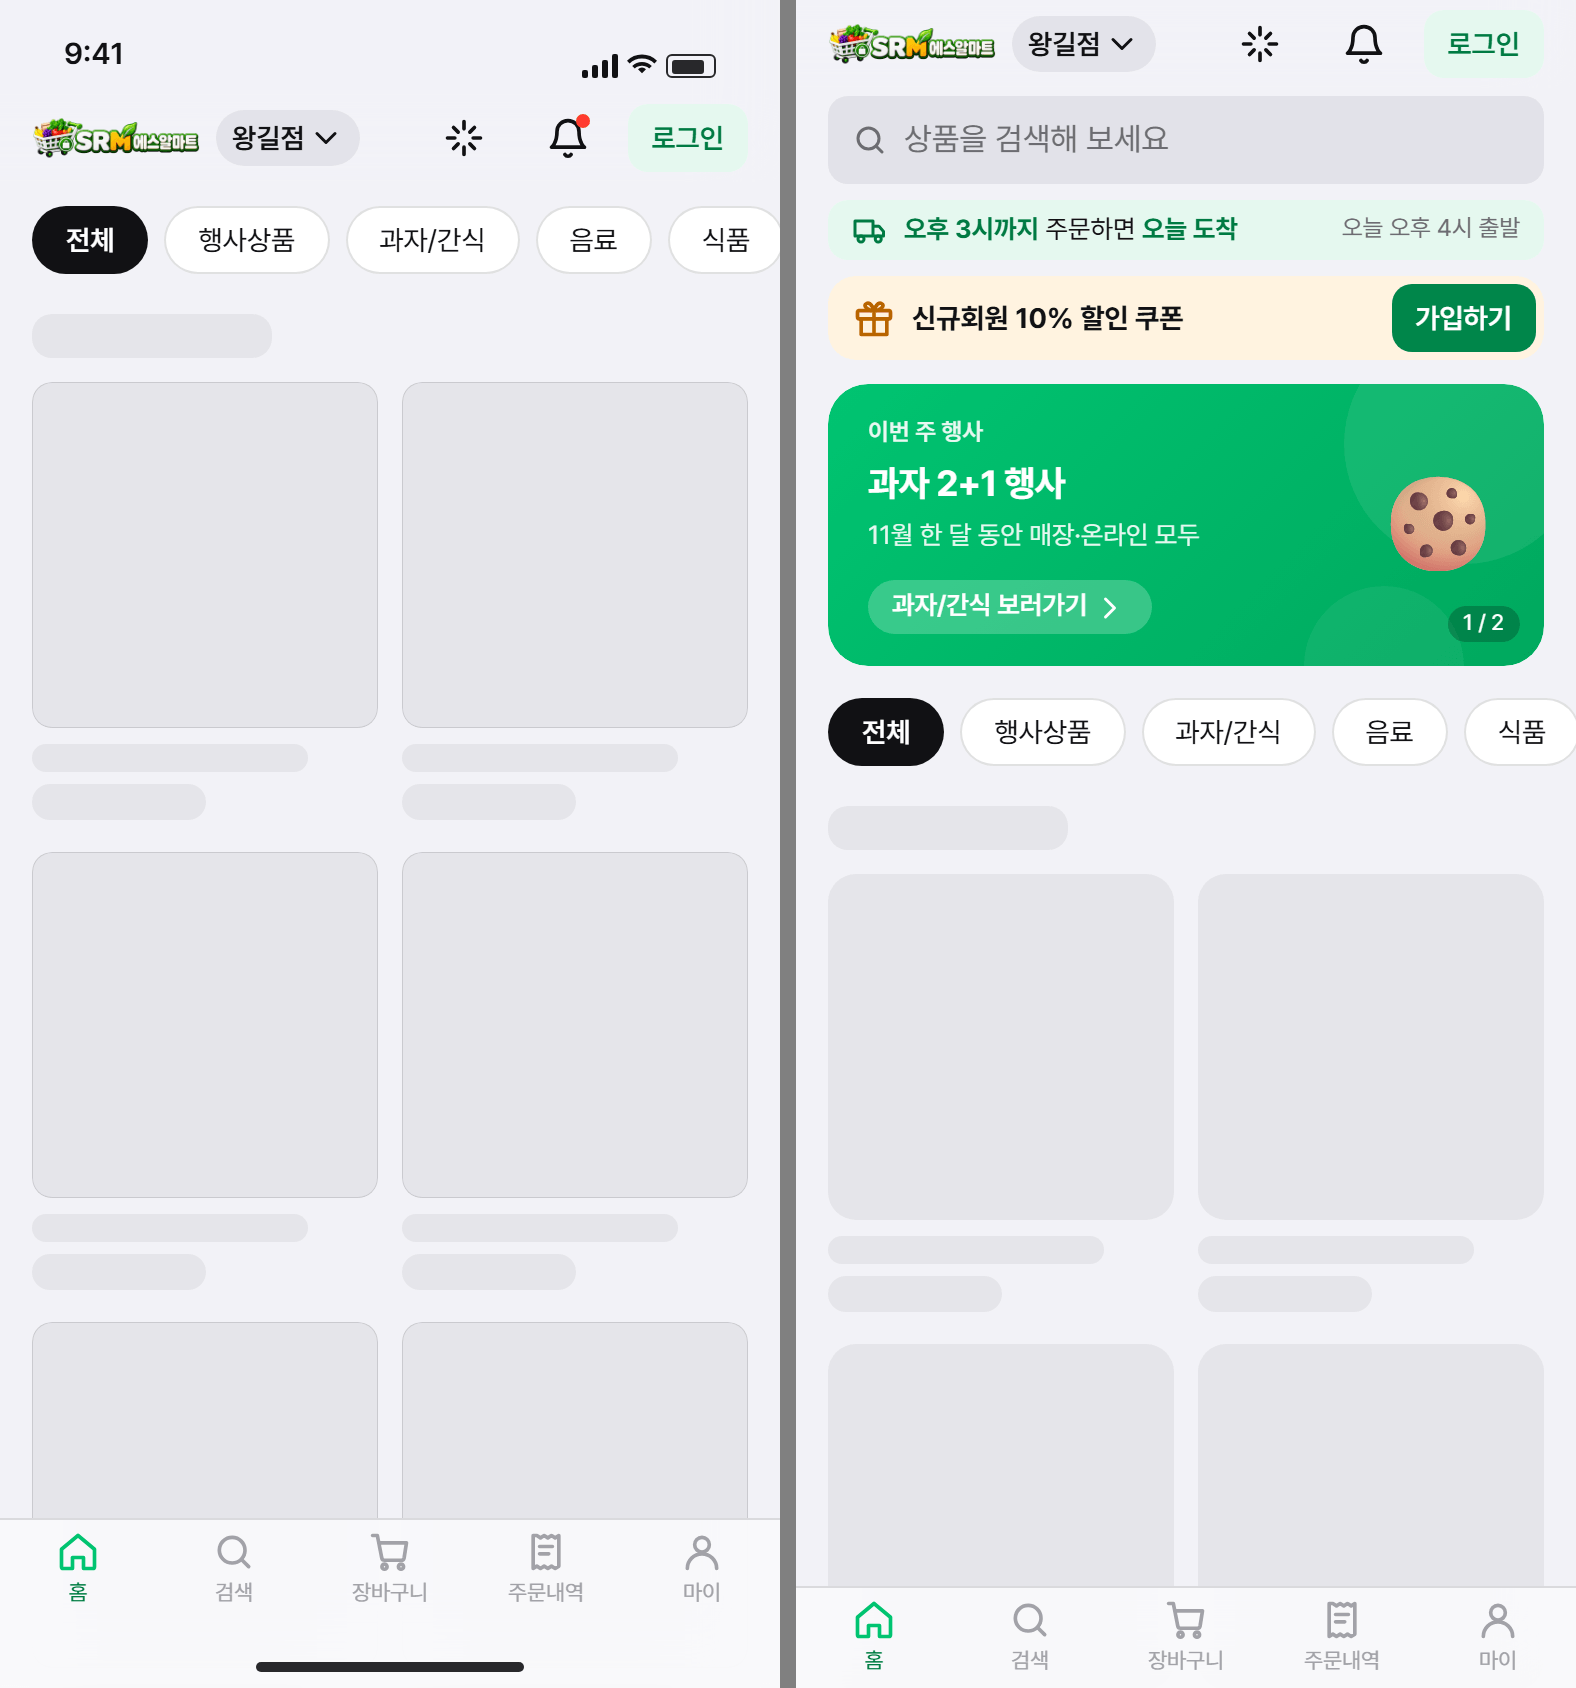 9:41
SRM에스알마트 왕길점 로그인
전체 행사상품 과자/간식 음료 식품
홈 검색 장바구니 주문내역 마이
SRM에스알마트 왕길점 로그인
상품을 검색해 보세요
오후 3시까지 주문하면 오늘 도착 오늘 오후 4시 출발
신규회원 10% 할인 쿠폰 가입하기
이번 주 행사
과자 2+1 행사
11월 한 달 동안 매장·온라인 모두
과자/간식 보러가기
1 / 2
전체 행사상품 과자/간식 음료 식품
홈 검색 장바구니 주문내역 마이